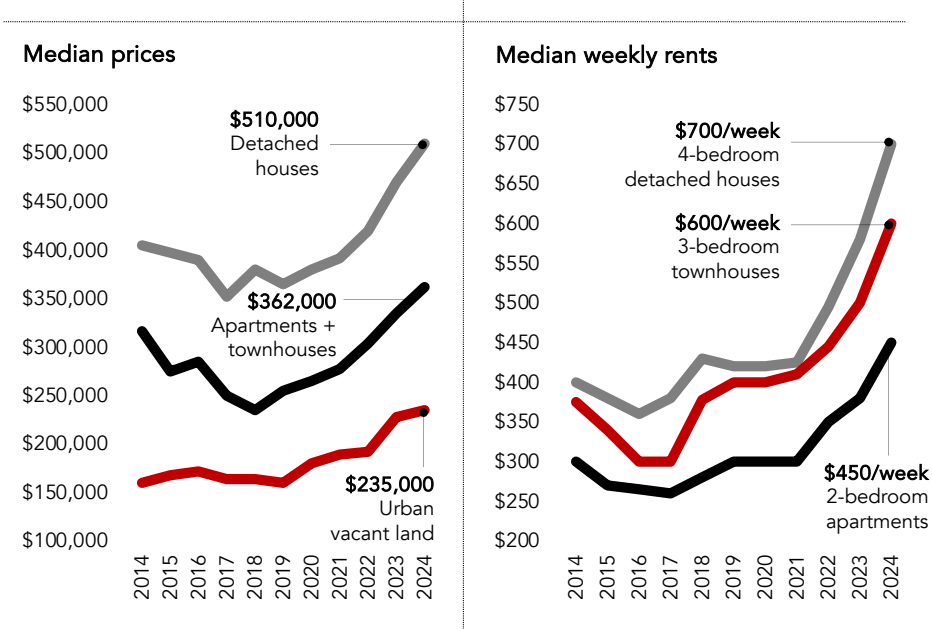 Median prices
$550,000
$500,000
$450,000
$400,000
$350,000
$300,000
$250,000
$200,000
$150,000
$100,000
$510,000
Detached
houses
$362,000
Apartments +
townhouses
$235,000
Urban
vacant land
2014
2015
2016
2017
2018
2019
2020
2021
2022
2023
2024
Median weekly rents
$750
$700
$650
$600
$550
$500
$450
$400
$350
$300
$250
$200
$700/week
4-bedroom
detached houses
$600/week
3-bedroom
townhouses
$450/week
2-bedroom
apartments
2014
2015
2016
2017
2018
2019
2020
2021
2022
2023
2024